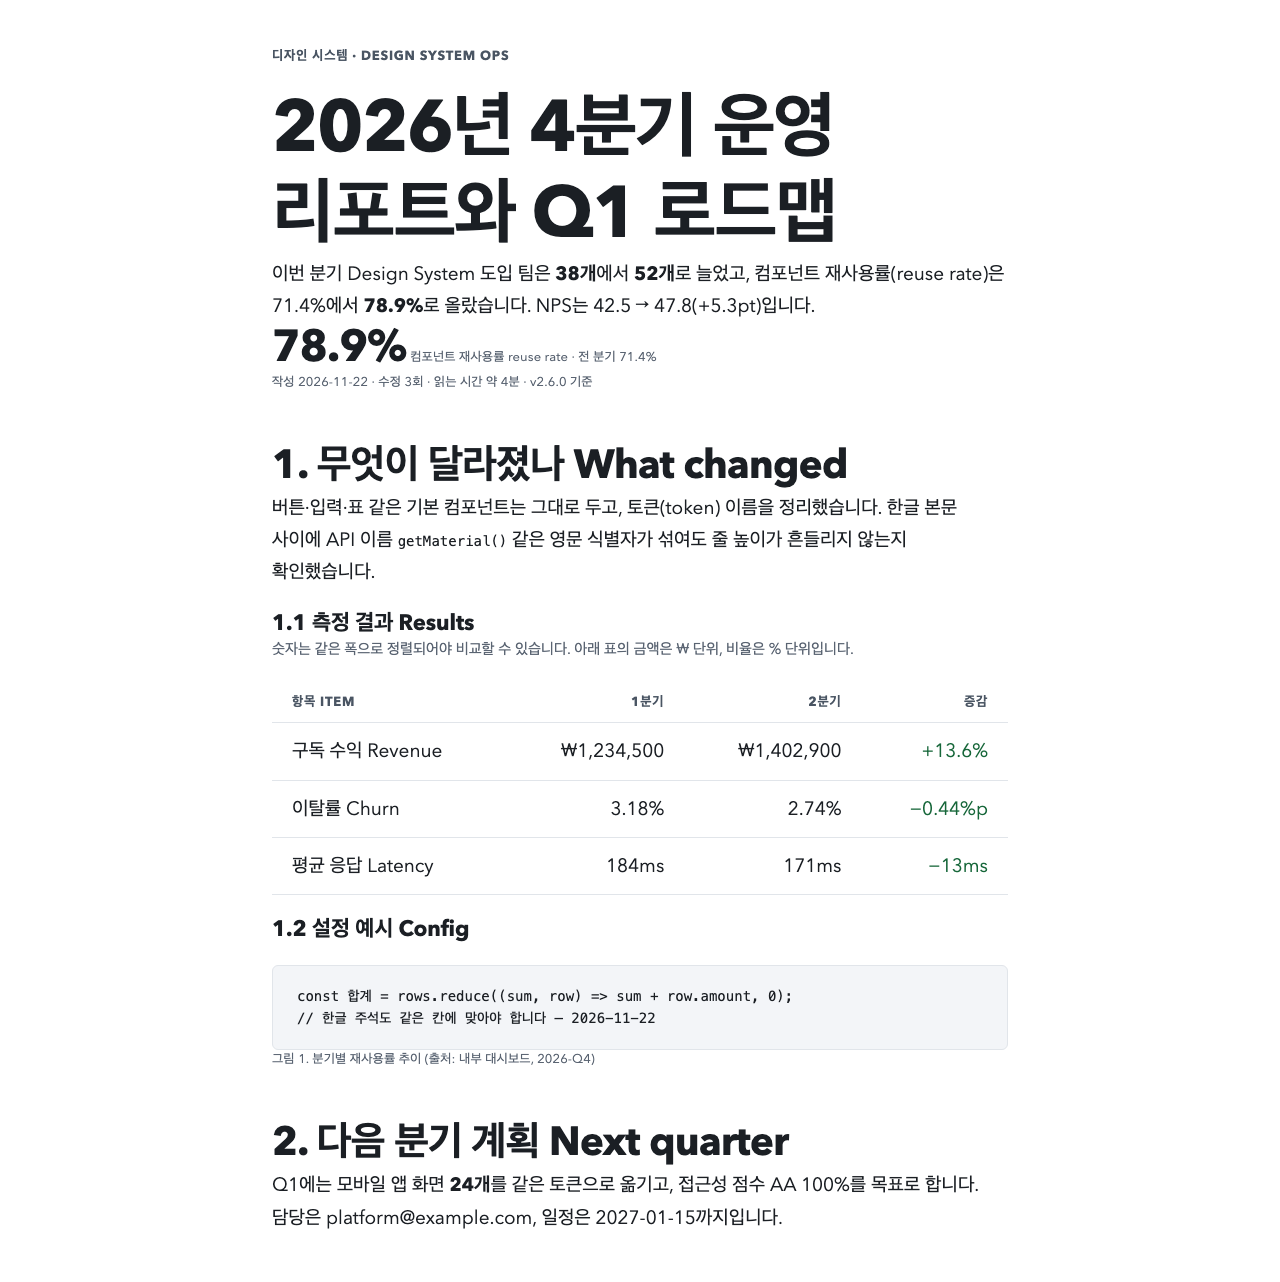 디자인 시스템 · DESIGN SYSTEM OPS
2026년 4분기 운영
리포트와 Q1 로드맵
이번 분기 Design System 도입 팀은 38개에서 52개로 늘었고, 컴포넌트 재사용률(reuse rate)은
71.4%에서 78.9%로 올랐습니다. NPS는 42.5 → 47.8(+5.3pt)입니다.
78.9% 컴포넌트 재사용률 reuse rate · 전 분기 71.4%
작성 2026-11-22 · 수정 3회 · 읽는 시간 약 4분 · v2.6.0 기준
1. 무엇이 달라졌나 What changed
버튼·입력·표 같은 기본 컴포넌트는 그대로 두고, 토큰(token) 이름을 정리했습니다. 한글 본문
사이에 API 이름 getMaterial() 같은 영문 식별자가 섞여도 줄 높이가 흔들리지 않는지
확인했습니다.
1.1 측정 결과 Results
숫자는 같은 폭으로 정렬되어야 비교할 수 있습니다. 아래 표의 금액은 ₩ 단위, 비율은 % 단위입니다.
항목 ITEM 1분기 2분기 증감
구독 수익 Revenue ₩1,234,500 ₩1,402,900 +13.6%
이탈률 Churn 3.18% 2.74% −0.44%p
평균 응답 Latency 184ms 171ms −13ms
1.2 설정 예시 Config
const 합계 = rows.reduce((sum, row) => sum + row.amount, 0);
// 한글 주석도 같은 칸에 맞아야 합니다 — 2026-11-22
그림 1. 분기별 재사용률 추이 (출처: 내부 대시보드, 2026-Q4)
2. 다음 분기 계획 Next quarter
Q1에는 모바일 앱 화면 24개를 같은 토큰으로 옮기고, 접근성 점수 AA 100%를 목표로 합니다.
담당은 platform@example.com, 일정은 2027-01-15까지입니다.